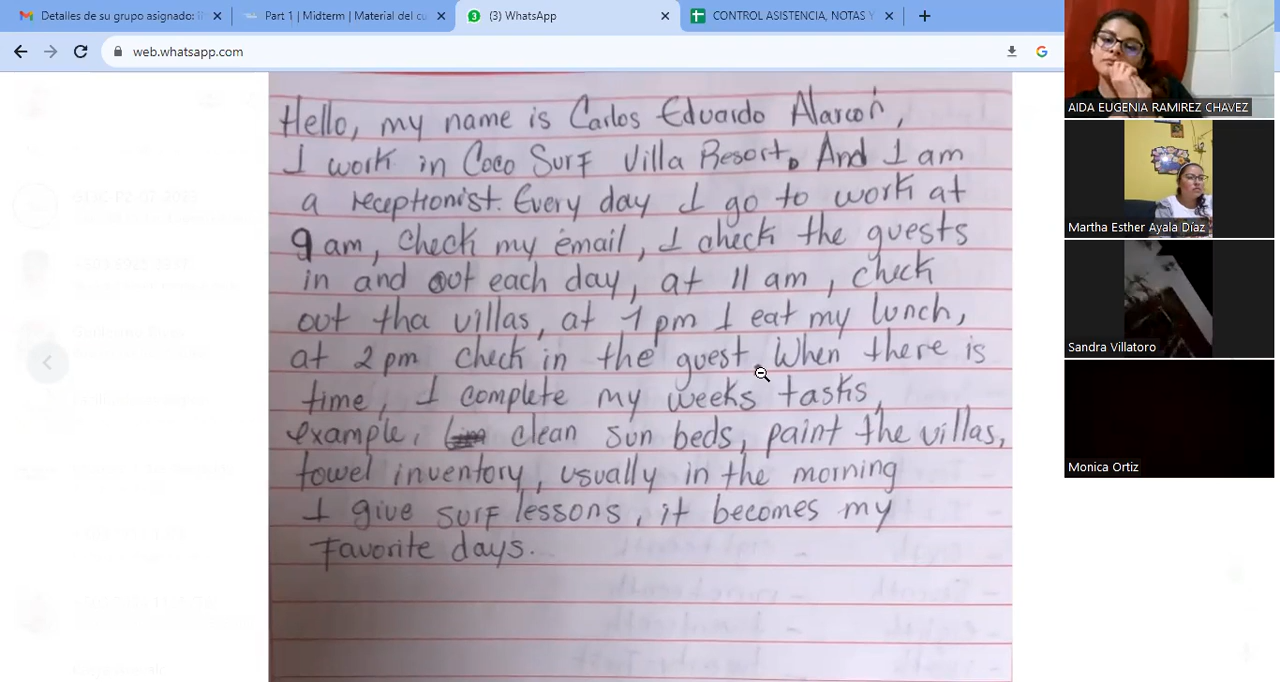 Detalles de su grupo asignado:
Part 1 | Midterm | Material del cu
(3) WhatsApp
CONTROL ASISTENCIA, NOTAS Y
web.whatsapp.com
Hello, my name is Carlos Eduardo Alarcón,
I work in Coco Surf Villa Resort. And I am
a receptionist Every day I go to work at
9 am, check my email, I check the guests
in and out each day, at 11 am, check
out tha villas, at 1 pm I eat my lunch,
at 2 pm check in the guest. When there is
time, I complete my weeks tasks,
example, clean sun beds, paint the villas,
towel inventory, usually in the morning
I give surf lessons, it becomes my
favorite days.
AIDA EUGENIA RAMIREZ CHAVEZ
Martha Esther Ayala Díaz
Sandra Villatoro
Monica Ortiz